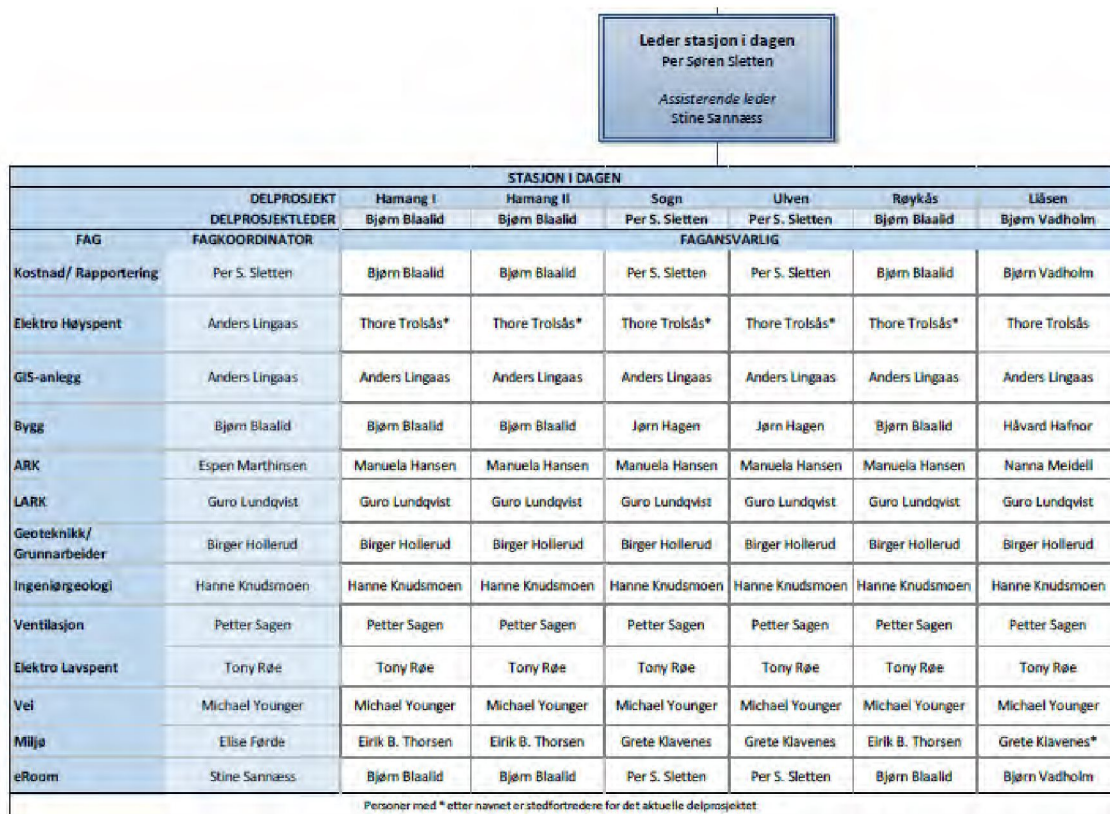 Leder stasjon i dagen
Per Søren Sletten
Assisterende leder
Stine Sannæss
STASJON I DAGEN
DELPROSJEKT Hamang I Hamang II Sogn Ulven Røykås Liåsen
DELPROSJEKTLEDER Bjørn Blaalid Bjørn Blaalid Per S. Sletten Per S. Sletten Bjørn Blaalid Bjørn Vadholm
FAG FAGKOORDINATOR FAGANSVARLIG
Kostnad/ Rapportering Per S. Sletten Bjørn Blaalid Bjørn Blaalid Per S. Sletten Per S. Sletten Bjørn Blaalid Bjørn Vadholm
Elektro Høyspent Anders Lingaas Thore Trolsås* Thore Trolsås* Thore Trolsås* Thore Trolsås* Thore Trolsås* Thore Trolsås
GIS-anlegg Anders Lingaas Anders Lingaas Anders Lingaas Anders Lingaas Anders Lingaas Anders Lingaas Anders Lingaas
Bygg Bjørn Blaalid Bjørn Blaalid Bjørn Blaalid Jørn Hagen Jørn Hagen Bjørn Blaalid Håvard Hafnor
ARK Espen Marthinsen Manuela Hansen Manuela Hansen Manuela Hansen Manuela Hansen Manuela Hansen Nanna Meidell
LARK Guro Lundqvist Guro Lundqvist Guro Lundqvist Guro Lundqvist Guro Lundqvist Guro Lundqvist Guro Lundqvist
Geoteknikk/
Grunnarbeider Birger Hollerud Birger Hollerud Birger Hollerud Birger Hollerud Birger Hollerud Birger Hollerud Birger Hollerud
Ingeniørgeologi Hanne Knudsmoen Hanne Knudsmoen Hanne Knudsmoen Hanne Knudsmoen Hanne Knudsmoen Hanne Knudsmoen Hanne Knudsmoen
Ventilasjon Petter Sagen Petter Sagen Petter Sagen Petter Sagen Petter Sagen Petter Sagen Petter Sagen
Elektro Lavspent Tony Røe Tony Røe Tony Røe Tony Røe Tony Røe Tony Røe Tony Røe
Vei Michael Younger Michael Younger Michael Younger Michael Younger Michael Younger Michael Younger Michael Younger
Miljø Elise Førde Eirik B. Thorsen Eirik B. Thorsen Grete Klavenes Grete Klavenes Eirik B. Thorsen Grete Klavenes*
eRoom Stine Sannæss Bjørn Blaalid Bjørn Blaalid Per S. Sletten Per S. Sletten Bjørn Blaalid Bjørn Vadholm
Personer med * etter navnet er stedfortredere for det aktuelle delprosjektet